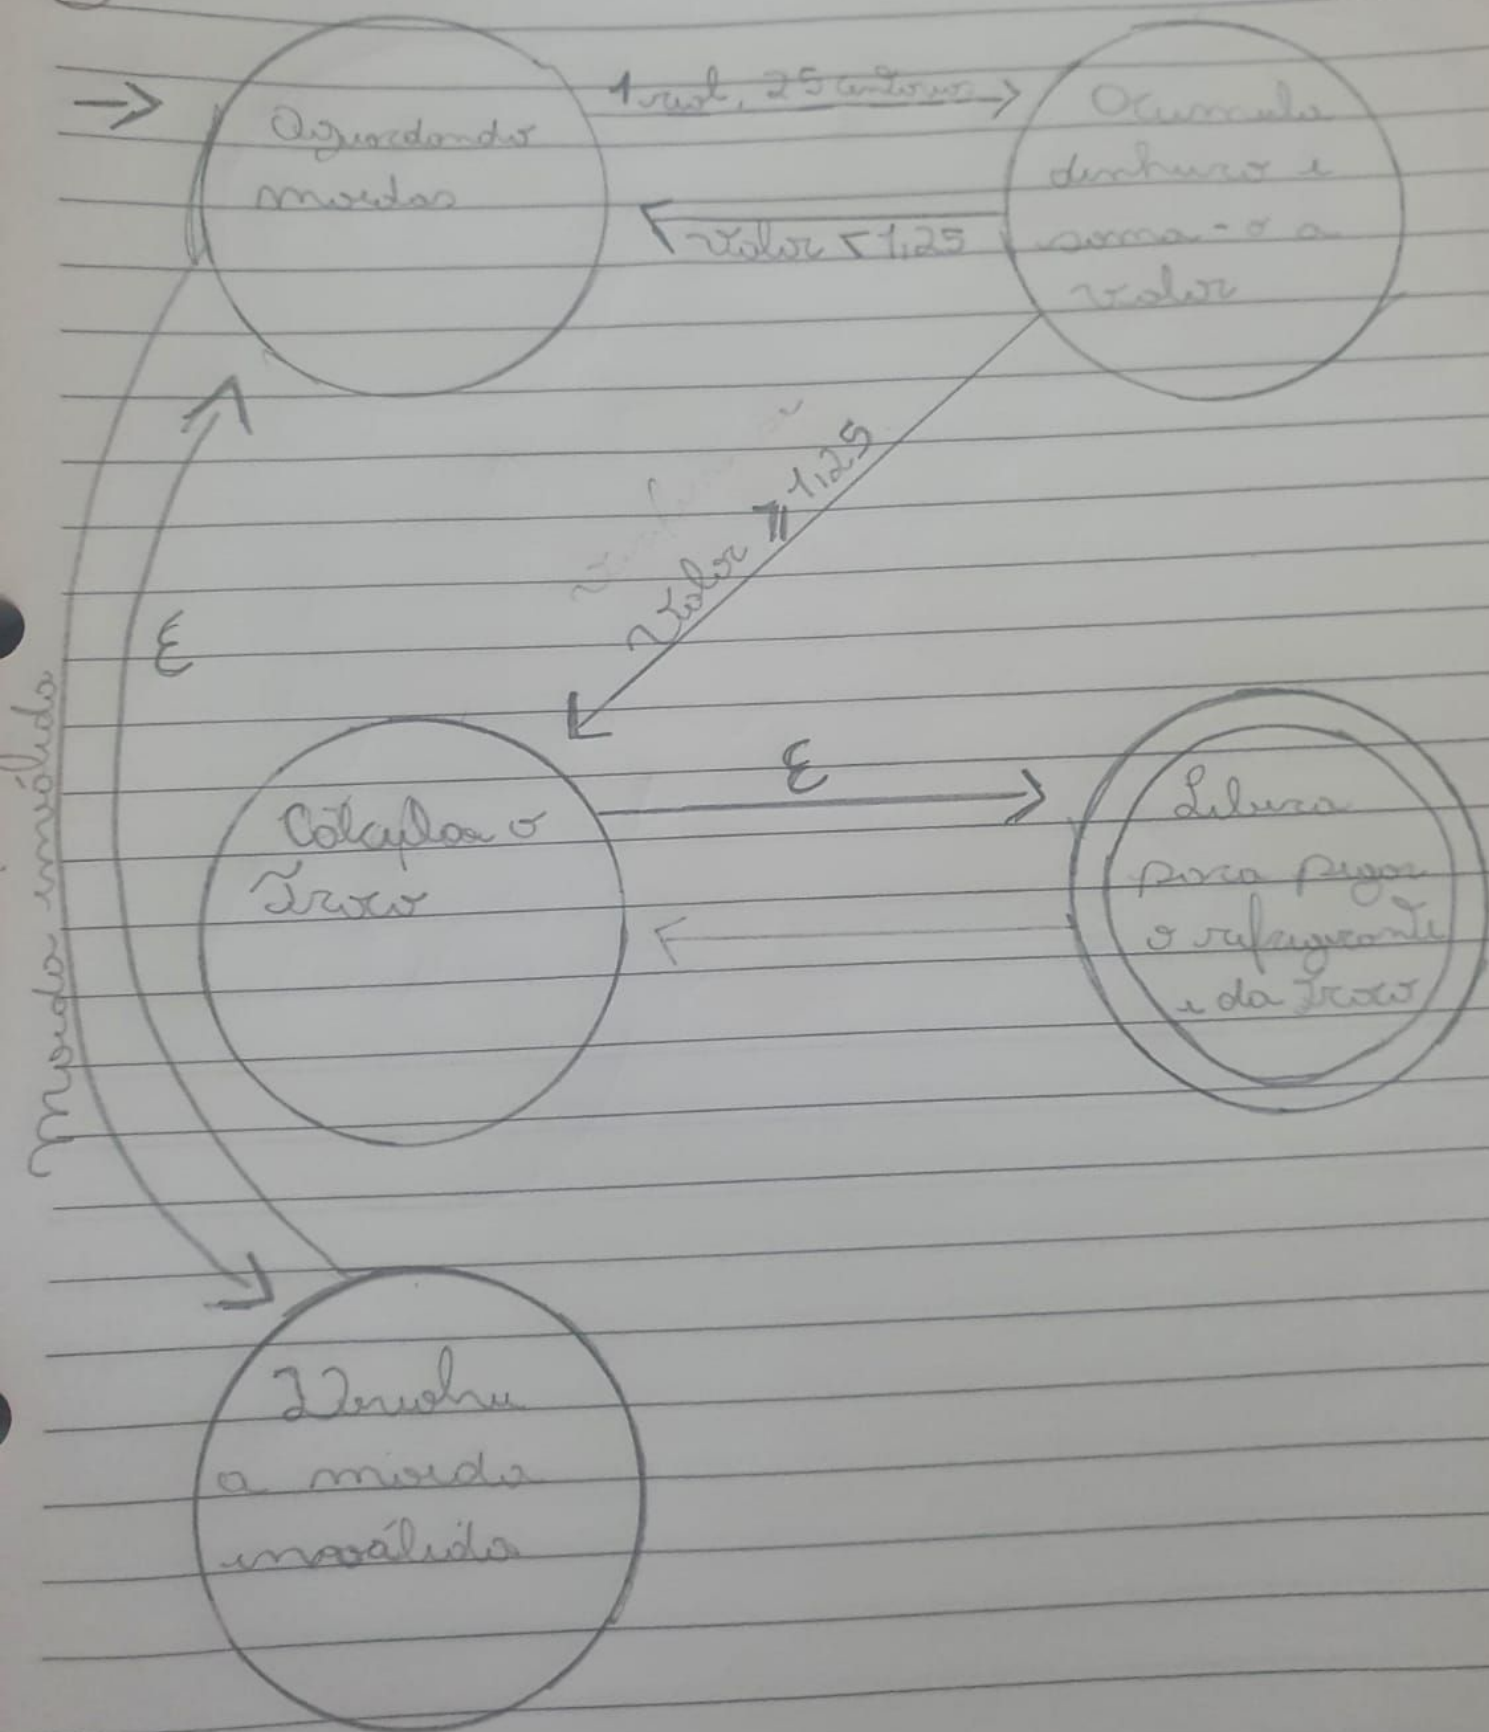 Aguardando
moedas
1 real, 25 centavos
Acumula
dinheiro e
soma-o a
valor
valor < 1,25
valor ≥ 1,25
ε
Moeda inválida
Cálcular o
Troco
ε
Libera
para pegar
o refrigerante
e da Troco
Devolve
a moeda
inválida